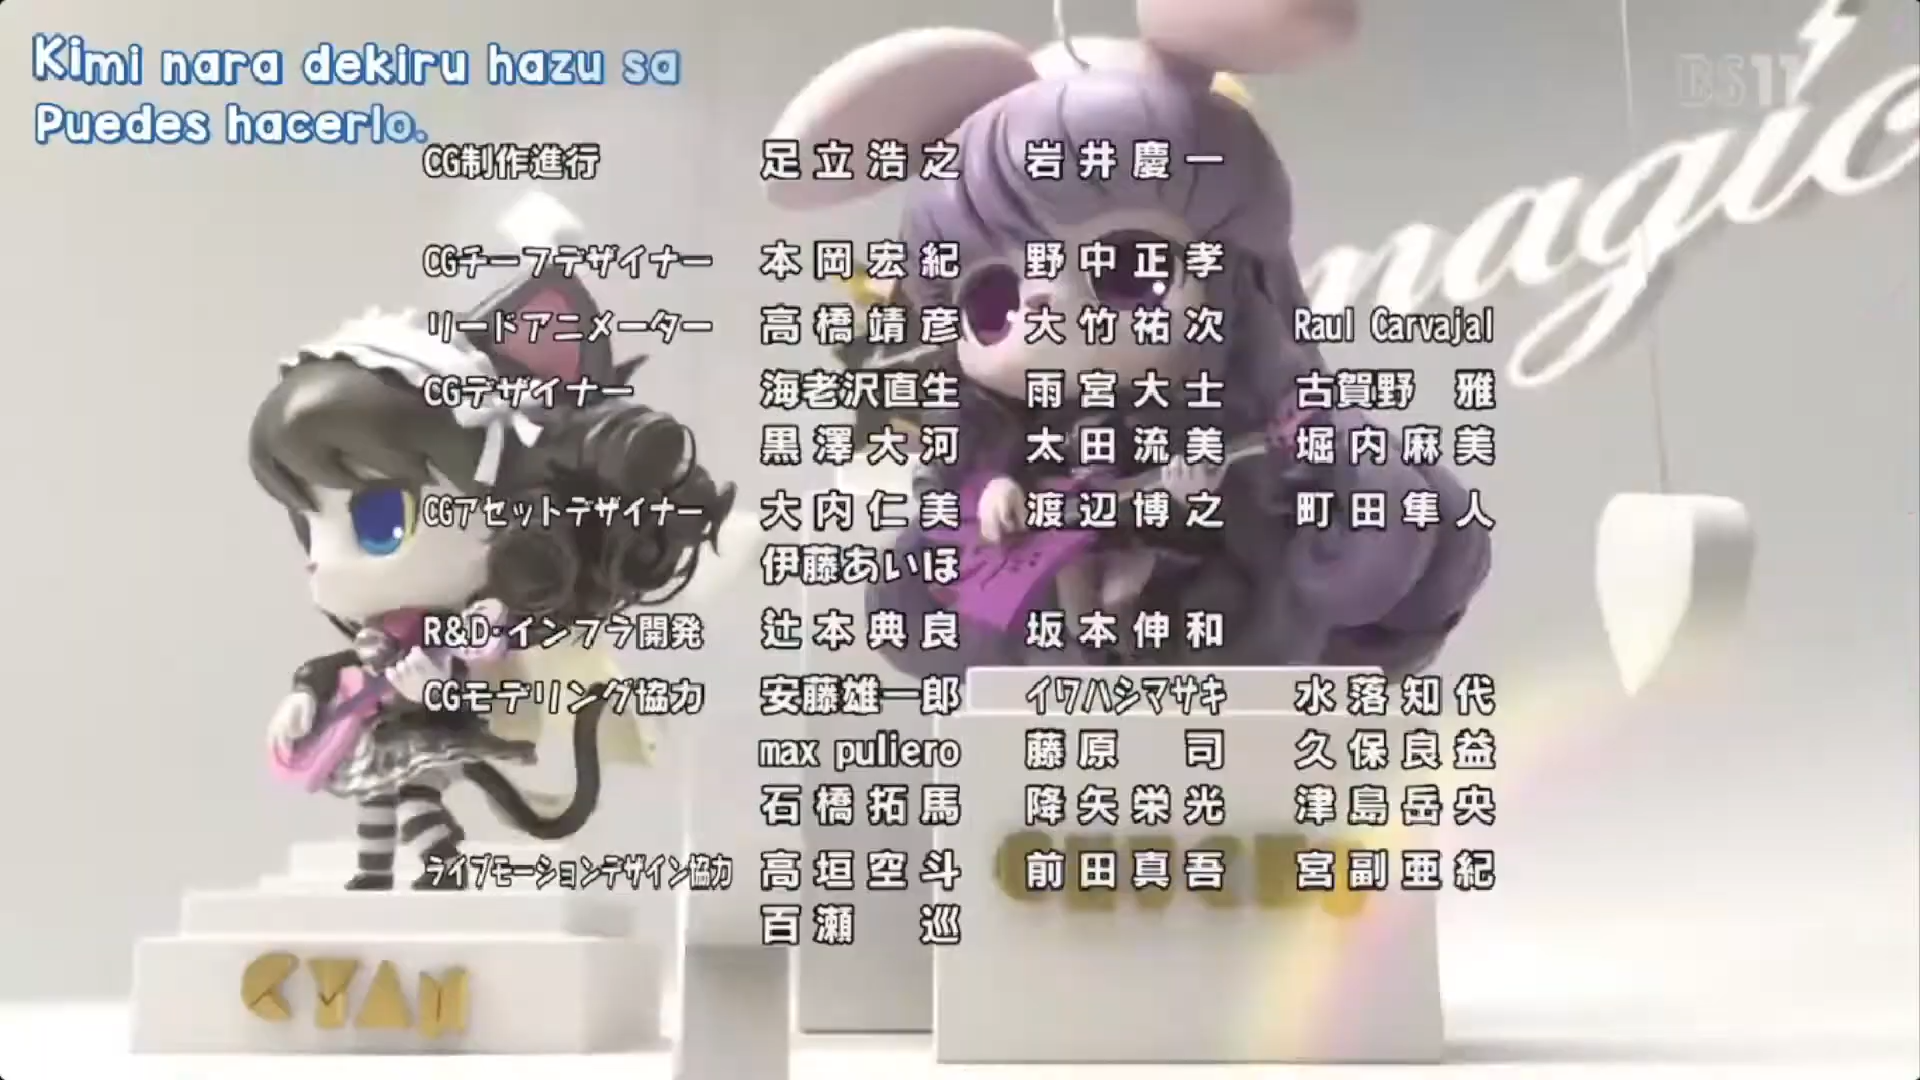 Kimi nara dekiru hazu sa
Puedes hacerlo.
BS11
magic
CG制作進行 足立浩之 岩井慶一
CGチーフデザイナー 本岡宏紀 野中正孝
リードアニメーター 高橋靖彦 大竹祐次 Raul Carvajal
CGデザイナー 海老沢直生 雨宮大士 古賀野 雅
黒澤大河 太田流美 堀内麻美
CGアセットデザイナー 大内仁美 渡辺博之 町田隼人
伊藤あいほ
R&D・インフラ開発 辻本典良 坂本伸和
CGモデリング協力 安藤雄一郎 イワハシマサキ 水落知代
max puliero 藤原 司 久保良益
石橋拓馬 降矢栄光 津島岳央
ライブモーションデザイン協力 高垣空斗 前田真吾 宮副亜紀
百瀬 巡
CYAN